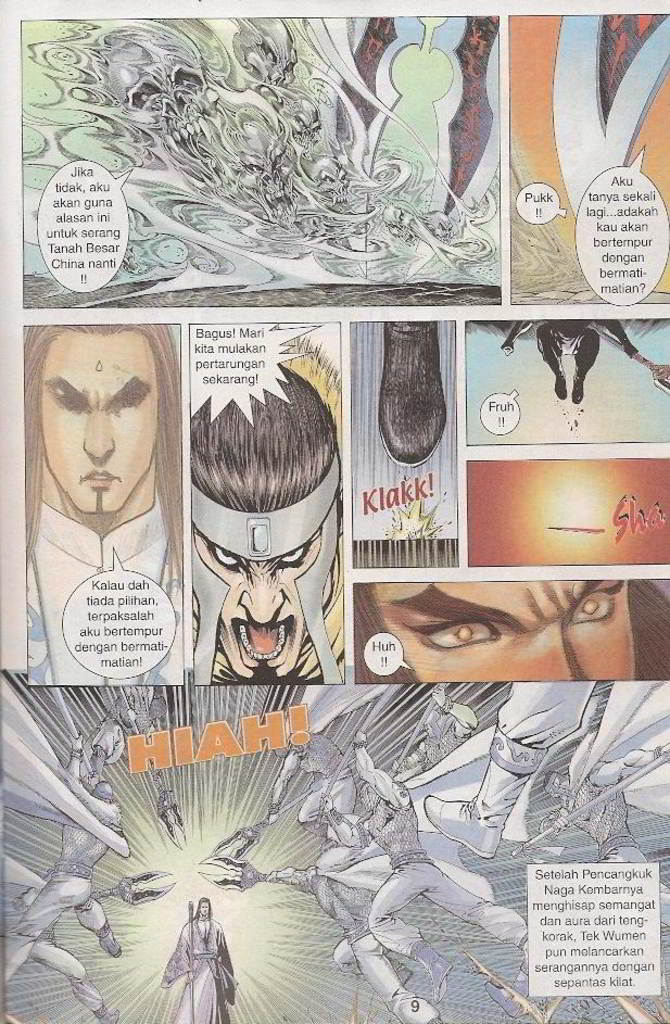 Jika
tidak, aku
akan guna
alasan ini
untuk serang
Tanah Besar
China nanti
!!
Pukk
!!
Aku
tanya sekali
lagi...adakah
kau akan
bertempur
dengan
bermati-
matian?
Kalau dah
tiada pilihan,
terpaksalah
aku bertempur
dengan bermati-
matian!
Bagus! Mari
kita mulakan
pertarungan
sekarang!
Klakk!
Fruh
!!
Sha
Huh
!!
HIAH!
Setelah Pencangkuk
Naga Kembarnya
menghisap semangat
dan aura dari teng-
korak, Tek Wumen
pun melancarkan
serangannya dengan
sepantas kilat.
9